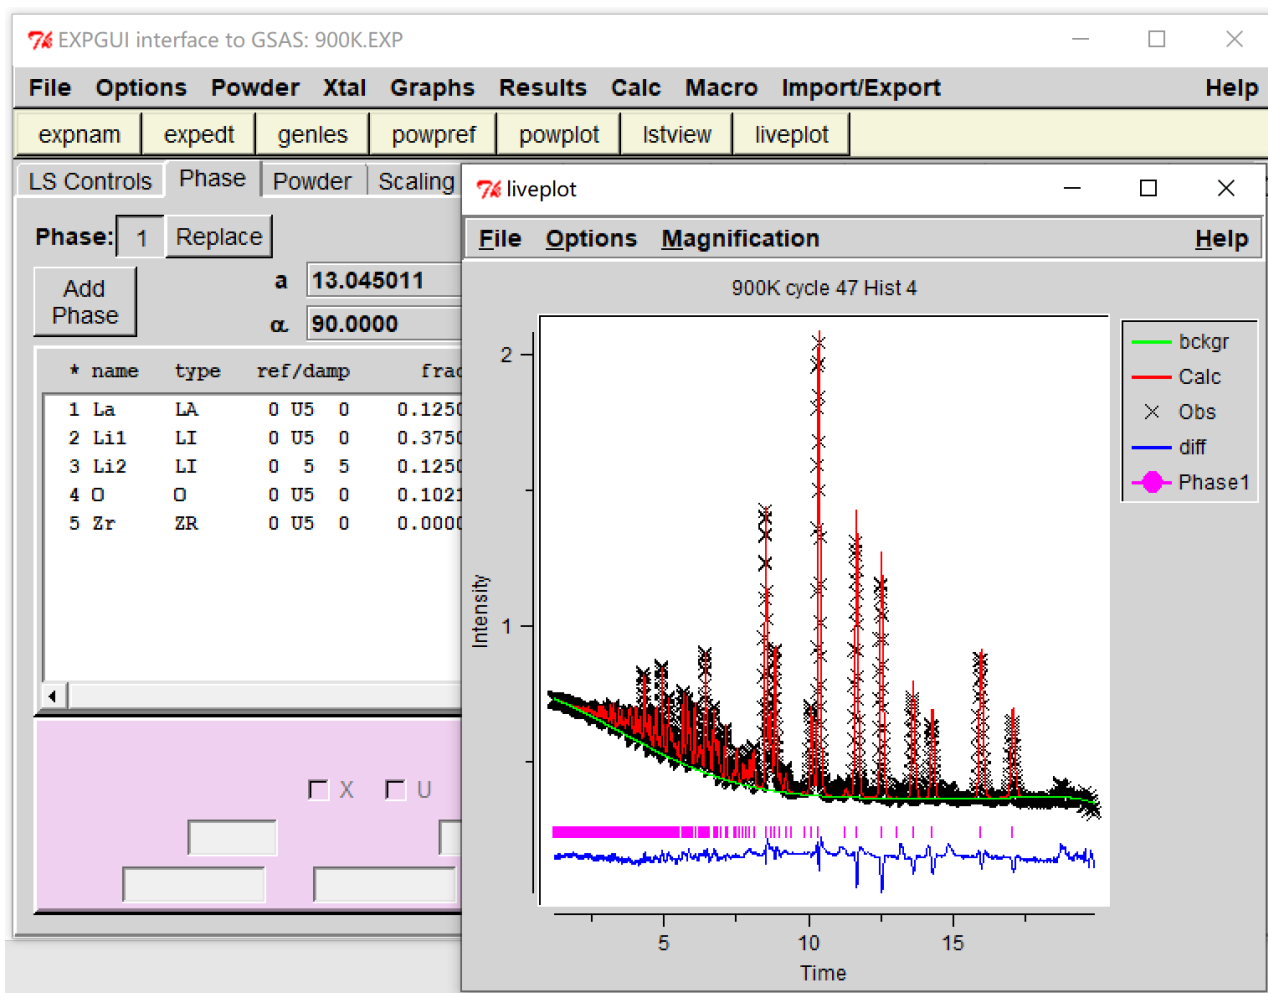 EXPGUI interface to GSAS: 900K.EXP
File Options Powder Xtal Graphs Results Calc Macro Import/Export Help
expnam expedt genles powpref powplot lstview liveplot
LS Controls Phase Powder Scaling
Phase: 1 Replace
Add
Phase
a 13.045011
α 90.0000
* name type ref/damp frac
1 La LA 0 U5 0 0.1250
2 Li1 LI 0 U5 0 0.3750
3 Li2 LI 0 5 5 0.1250
4 O O 0 U5 0 0.1021
5 Zr ZR 0 U5 0 0.0000
X U
liveplot
File Options Magnification Help
900K cycle 47 Hist 4
2
1
Intensity
5 10 15
Time
bckgr
Calc
Obs
diff
Phase1